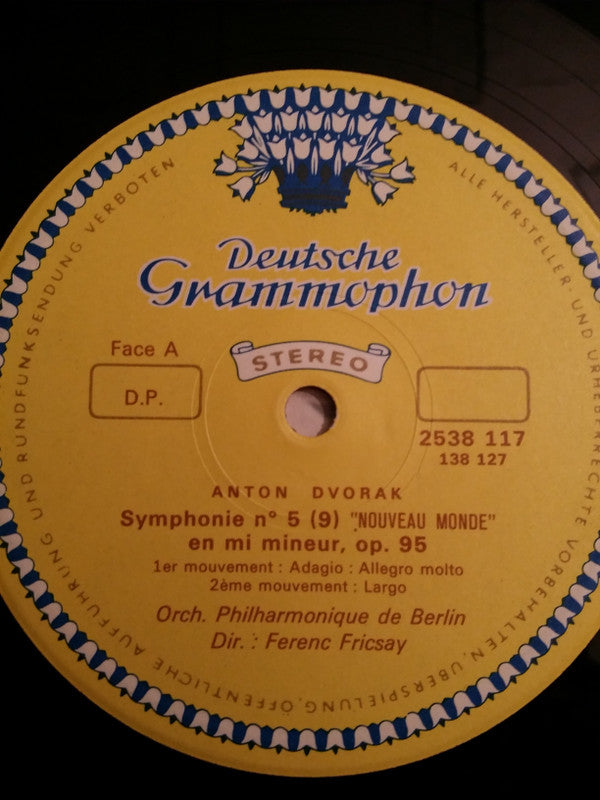 Deutsche
Grammophon
Face A
STEREO
D.P.
2538 117
138 127
ANTON DVORAK
Symphonie n° 5 (9) "NOUVEAU MONDE"
en mi mineur, op. 95
1er mouvement : Adagio : Allegro molto
2ème mouvement : Largo
Orch. Philharmonique de Berlin
Dir. : Ferenc Fricsay
ALLE HERSTELLER- UND URHEBERRECHTE VORBEHALTEN. ÜBERSPIELUNG, ÖFFENTLICHE AUFFÜHRUNG UND RUNDFUNKSENDUNG VERBOTEN